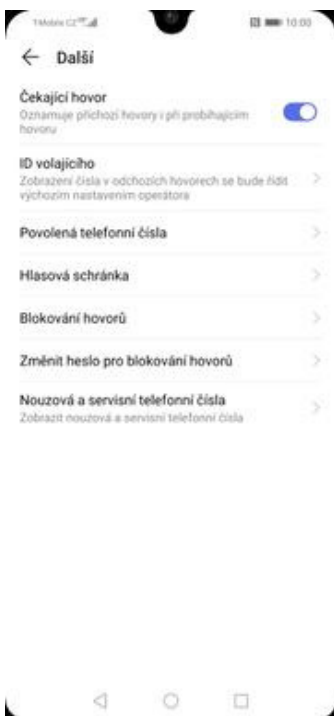 T-Mobile CZ 10:00
Další
Čekající hovor
Oznamuje příchozí hovory i při probíhajícím
hovoru
ID volajícího
Zobrazení čísla v odchozích hovorech se bude řídit
výchozím nastavením operátora
Povolená telefonní čísla
Hlasová schránka
Blokování hovorů
Změnit heslo pro blokování hovorů
Nouzová a servisní telefonní čísla
Zobrazit nouzová a servisní telefonní čísla